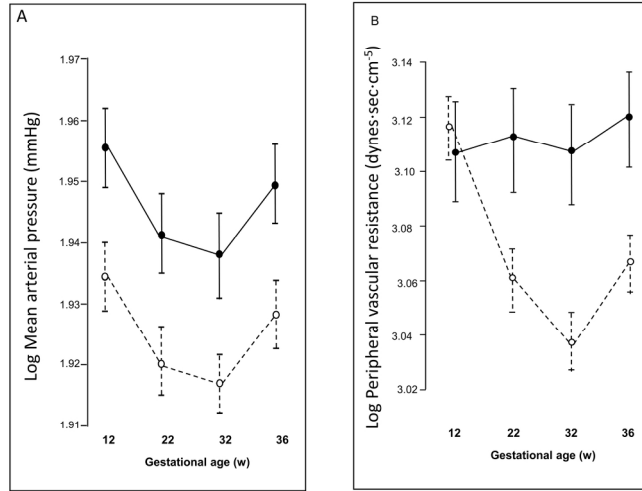 A
Log Mean arterial pressure (mmHg)
1.97
1.96
1.95
1.94
1.93
1.92
1.91
12 22 32 36
Gestational age (w)
B
Log Peripheral vascular resistance (dynes·sec·cm-5)
3.14
3.12
3.10
3.08
3.06
3.04
3.02
12 22 32 36
Gestational age (w)